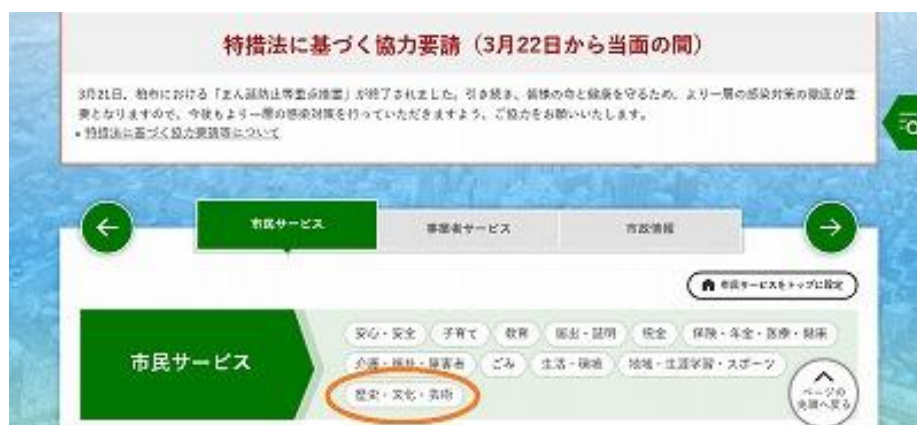 特措法に基づく協力要請（3月22日から当面の間）
3月21日、柏市における「まん延防止等重点措置」が終了されました。引き続き、皆様の命と健康を守るため、より一層の感染対策の徹底が重
要となりますので、今後もより一層の感染対策を行っていただきますよう、ご協力をお願いいたします。
特措法に基づく協力要請等について
市民サービス
事業者サービス
市政情報
市民サービスをトップに設定
市民サービス
安心・安全 子育て 教育 届出・証明 税金 保険・年金・医療・健康
介護・福祉・障害者 ごみ 生活・環境 地域・生涯学習・スポーツ
歴史・文化・芸術
ページの
先頭へ戻る